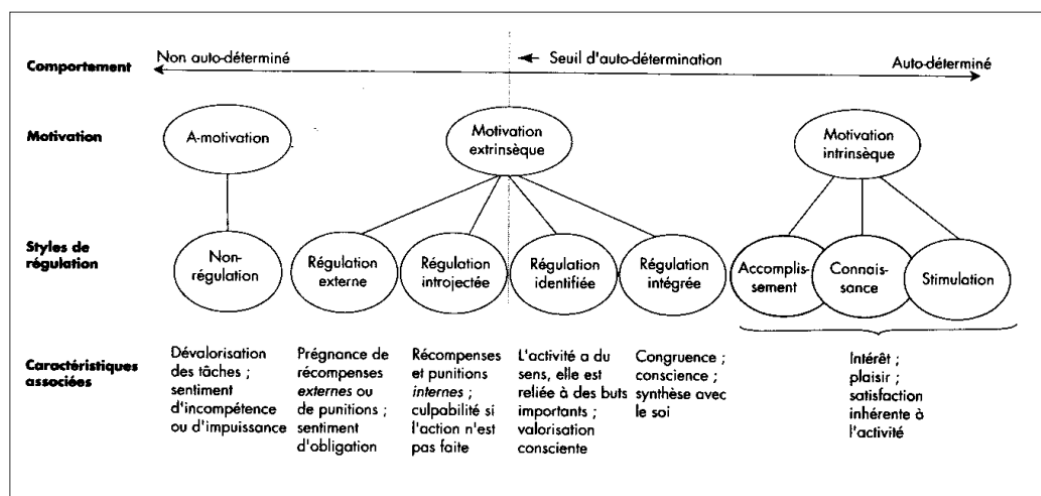 Comportement
Non auto-déterminé
Seuil d'auto-détermination
Auto-déterminé
Motivation
A-motivation
Motivation
extrinsèque
Motivation
intrinsèque
Styles de
régulation
Non-
régulation
Régulation
externe
Régulation
introjectée
Régulation
identifiée
Régulation
intégrée
Accomplis-
sement
Connais-
sance
Stimulation
Caractéristiques
associées
Dévalorisation
des tâches ;
sentiment
d'incompétence
ou d'impuissance
Prégnance de
récompenses
externes ou
de punitions ;
sentiment
d'obligation
Récompenses
et punitions
internes ;
culpabilité si
l'action n'est
pas faite
L'activité a du
sens, elle est
reliée à des buts
importants ;
valorisation
consciente
Congruence ;
conscience ;
synthèse avec
le soi
Intérêt ;
plaisir ;
satisfaction
inhérente à
l'activité